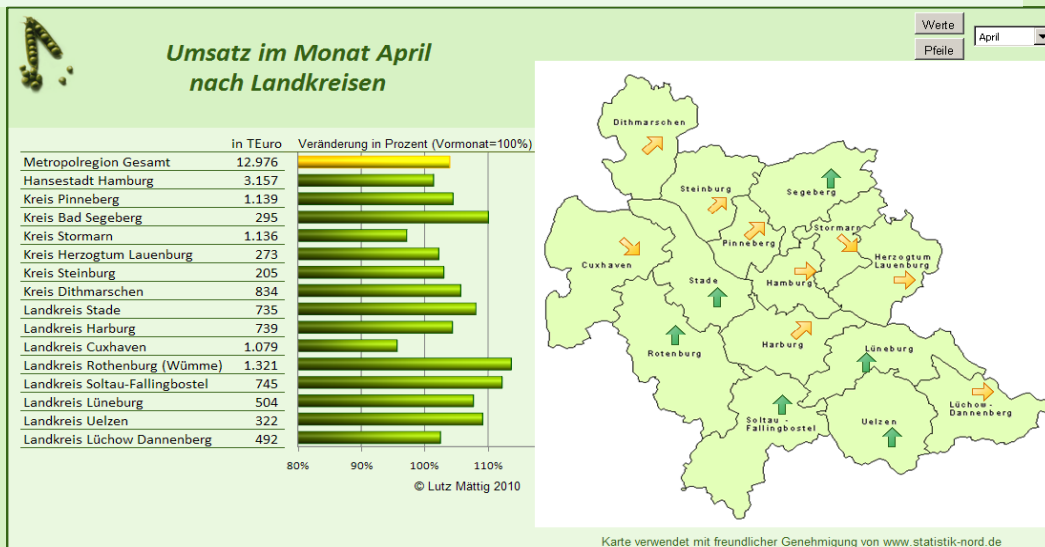 Umsatz im Monat April
nach Landkreisen
Werte
Pfeile
April
in TEuro Veränderung in Prozent (Vormonat=100%)
Metropolregion Gesamt 12.976
Hansestadt Hamburg 3.157
Kreis Pinneberg 1.139
Kreis Bad Segeberg 295
Kreis Stormarn 1.136
Kreis Herzogtum Lauenburg 273
Kreis Steinburg 205
Kreis Dithmarschen 834
Landkreis Stade 735
Landkreis Harburg 739
Landkreis Cuxhaven 1.079
Landkreis Rothenburg (Wümme) 1.321
Landkreis Soltau-Fallingbostel 745
Landkreis Lüneburg 504
Landkreis Uelzen 322
Landkreis Lüchow Dannenberg 492
80% 90% 100% 110%
© Lutz Mättig 2010
Dithmarschen
Steinburg
Segeberg
Pinneberg
Stormarn
Cuxhaven
Herzogtum
Lauenburg
Stade
Hamburg
Rotenburg
Harburg
Lüneburg
Soltau -
Fallingbostel
Uelzen
Lüchow -
Dannenberg
Karte verwendet mit freundlicher Genehmigung von www.statistik-nord.de